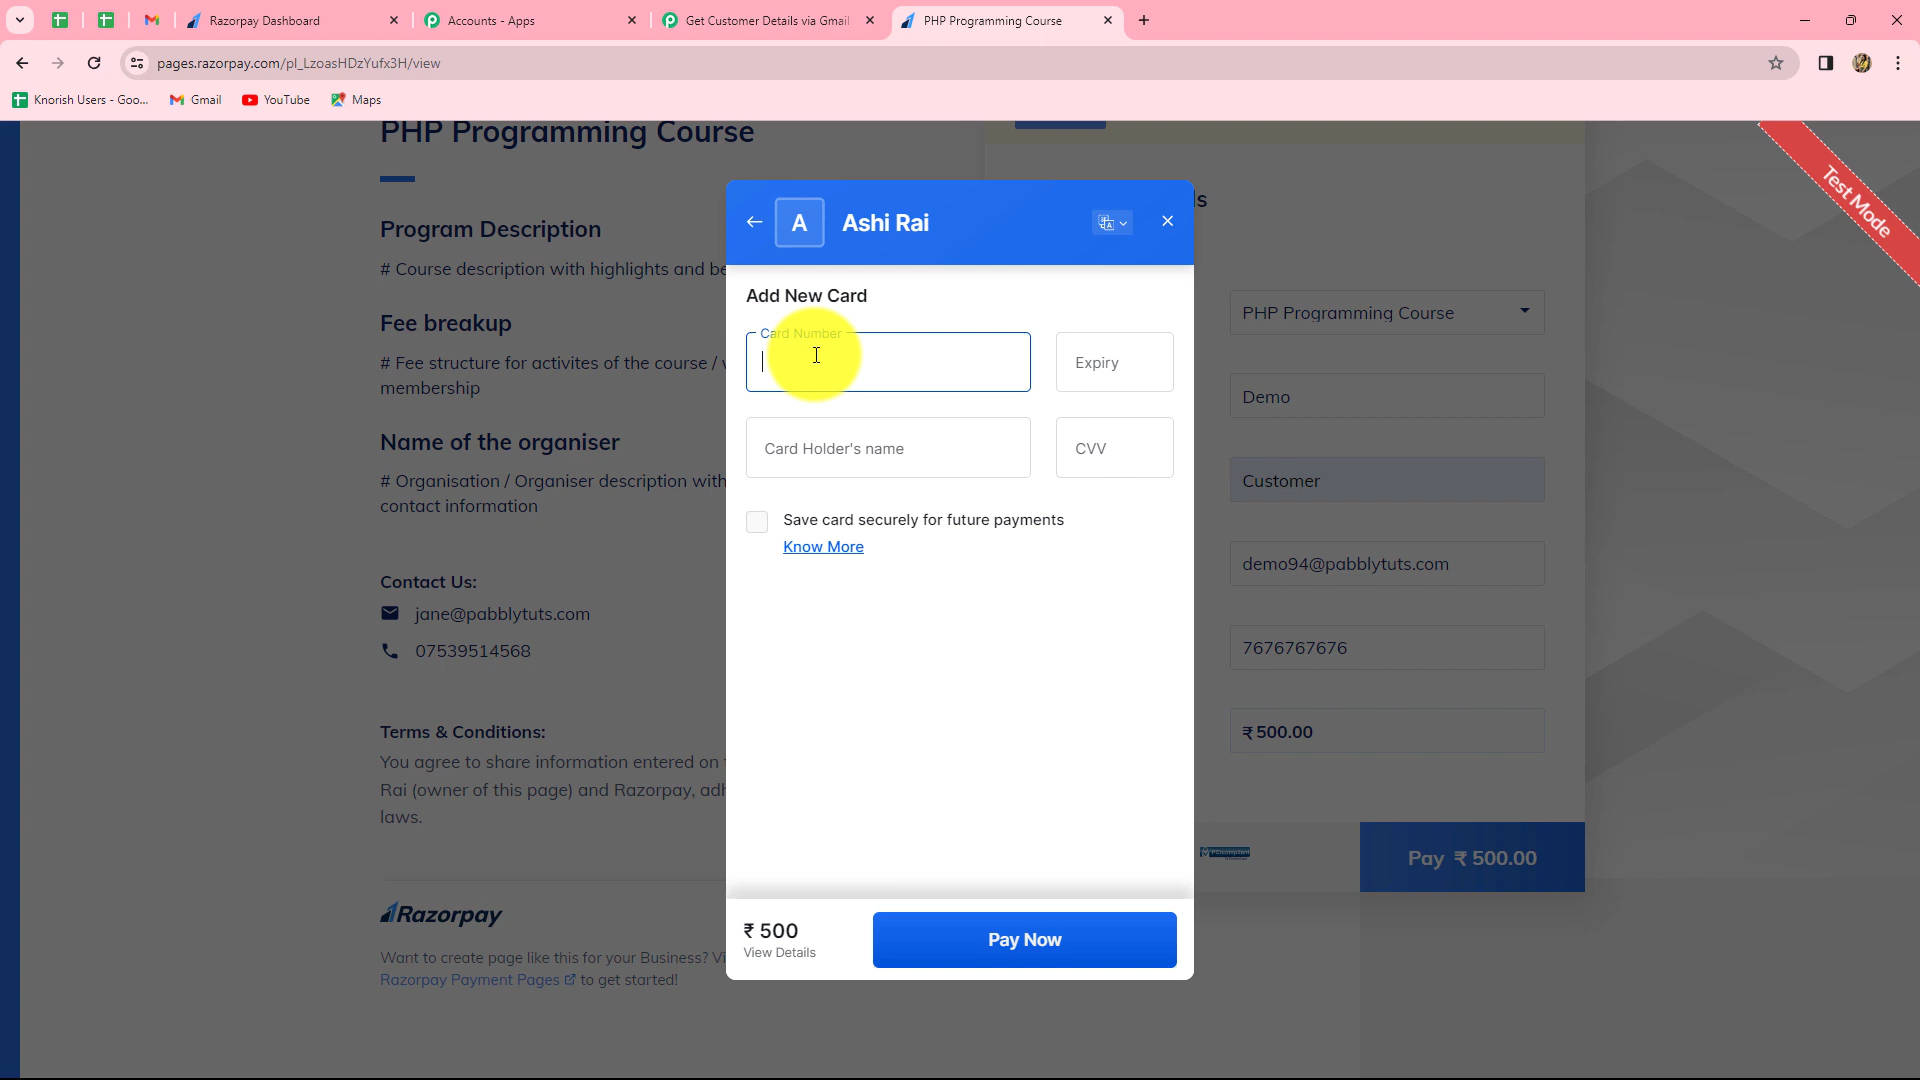 Razorpay Dashboard
Accounts - Apps
Get Customer Details via Gmail
PHP Programming Course
pages.razorpay.com/pl_LzoasHDzYufx3H/view
Knorish Users - Goo...
Gmail
YouTube
Maps
PHP Programming Course
Program Description
# Course description with highlights and be
Fee breakup
# Fee structure for activites of the course /
membership
Name of the organiser
# Organisation / Organiser description with
contact information
Contact Us:
jane@pabblytuts.com
07539514568
Terms & Conditions:
You agree to share information entered on
Rai (owner of this page) and Razorpay, adh
laws.
Razorpay
Want to create page like this for your Business? Vi
Razorpay Payment Pages to get started!
A
Ashi Rai
Add New Card
Card Number
Expiry
Card Holder's name
CVV
Save card securely for future payments
Know More
₹ 500
View Details
Pay Now
ls
PHP Programming Course
Demo
Customer
demo94@pabblytuts.com
7676767676
₹ 500.00
Pay ₹ 500.00
Test Mode